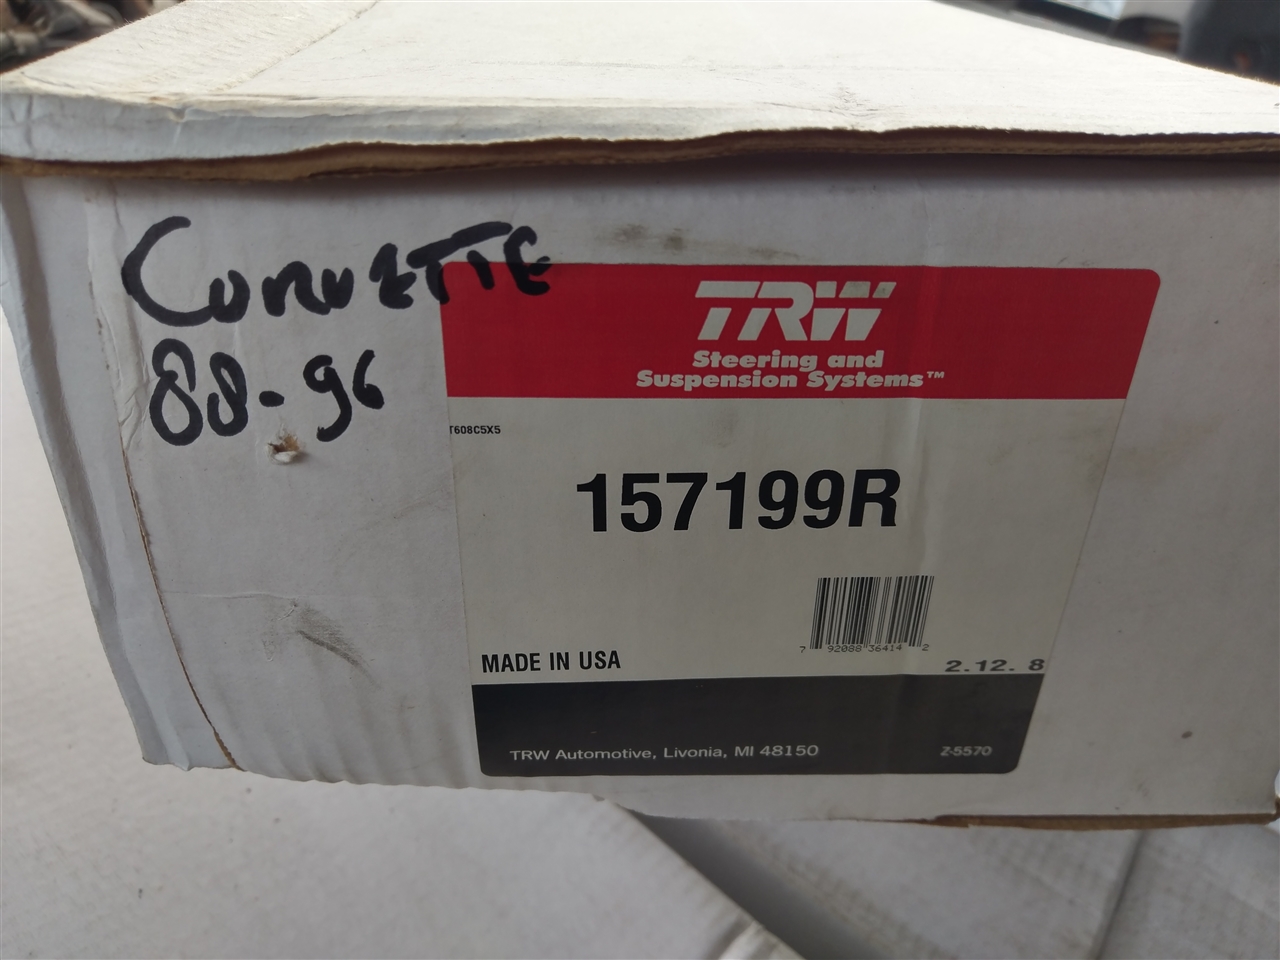 CORVETTE
88-96
TRW
Steering and
Suspension Systems™
T608C5X5
157199R
7 92088 36414 2
MADE IN USA
2.12. 8
TRW Automotive, Livonia, MI 48150
Z-5570